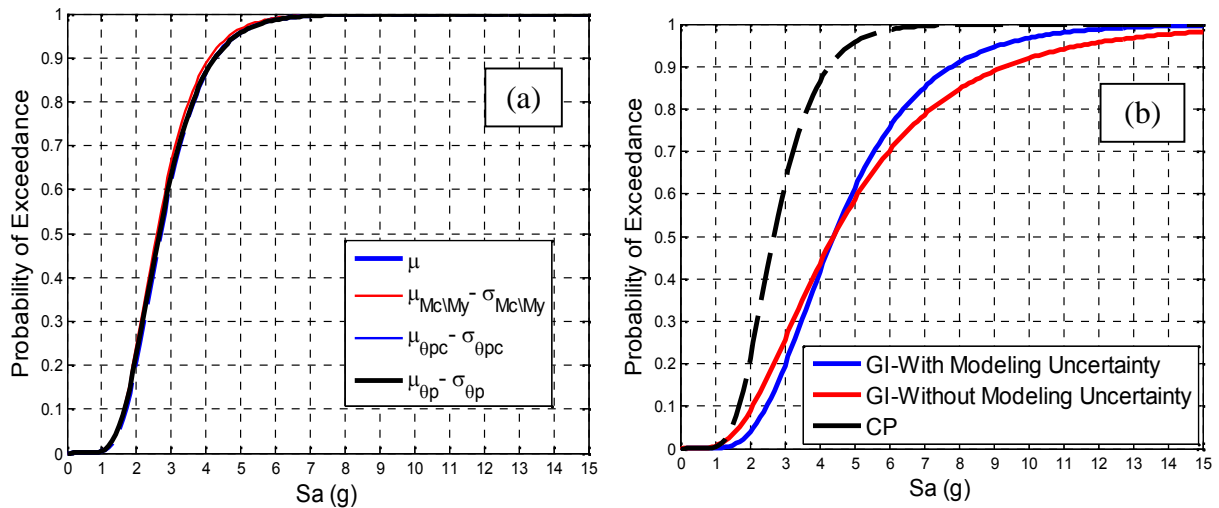 (a)
Probability of Exceedance
1
0.9
0.8
0.7
0.6
0.5
0.4
0.3
0.2
0.1
0
μ
μMc\My- σMc\My
μθpc- σθpc
μθp- σθp
0 1 2 3 4 5 6 7 8 9 10 11 12 13 14 15
Sa (g)
(b)
Probability of Exceedance
1
0.9
0.8
0.7
0.6
0.5
0.4
0.3
0.2
0.1
0
GI-With Modeling Uncertainty
GI-Without Modeling Uncertainty
CP
0 1 2 3 4 5 6 7 8 9 10 11 12 13 14 15
Sa (g)